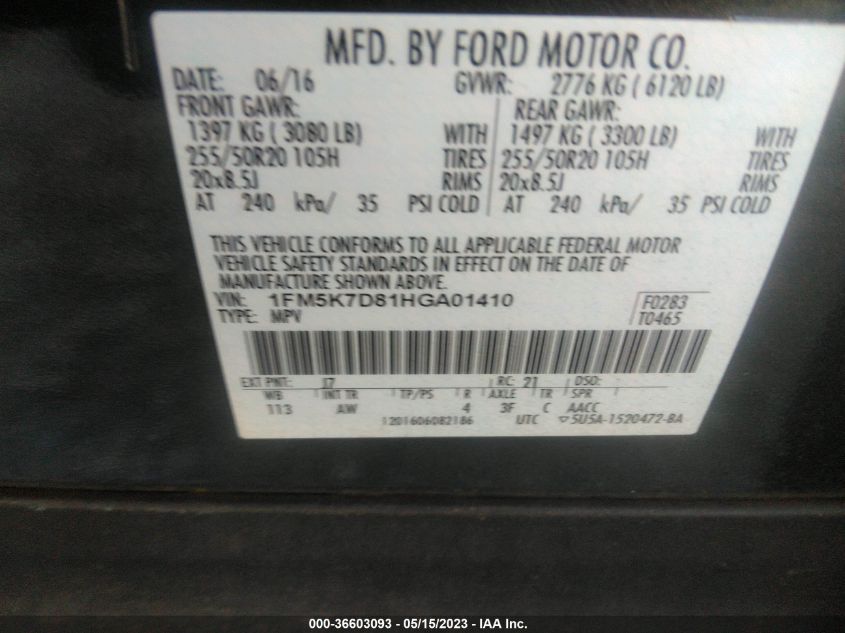 MFD. BY FORD MOTOR CO.
DATE: 06/16 GVWR: 2776 KG ( 6120 LB)
FRONT GAWR: REAR GAWR:
1397 KG ( 3080 LB) WITH 1497 KG ( 3300 LB) WITH
255/50R20 105H TIRES 255/50R20 105H TIRES
20x8.5J RIMS 20x8.5J RIMS
AT 240 kPa/ 35 PSI COLD AT 240 kPa/ 35 PSI COLD
THIS VEHICLE CONFORMS TO ALL APPLICABLE FEDERAL MOTOR
VEHICLE SAFETY STANDARDS IN EFFECT ON THE DATE OF
MANUFACTURE SHOWN ABOVE.
VIN: 1FM5K7D81HGA01410 F0283
TYPE: MPV T0465
EXT PNT: J7 RC: 21 DSO:
WB INT TR TP/PS R AXLE TR SPR
113 AW 4 3F C AACC
1201606082186 UTC 5U5A-1520472-BA
000-36603093 - 05/15/2023 - IAA Inc.